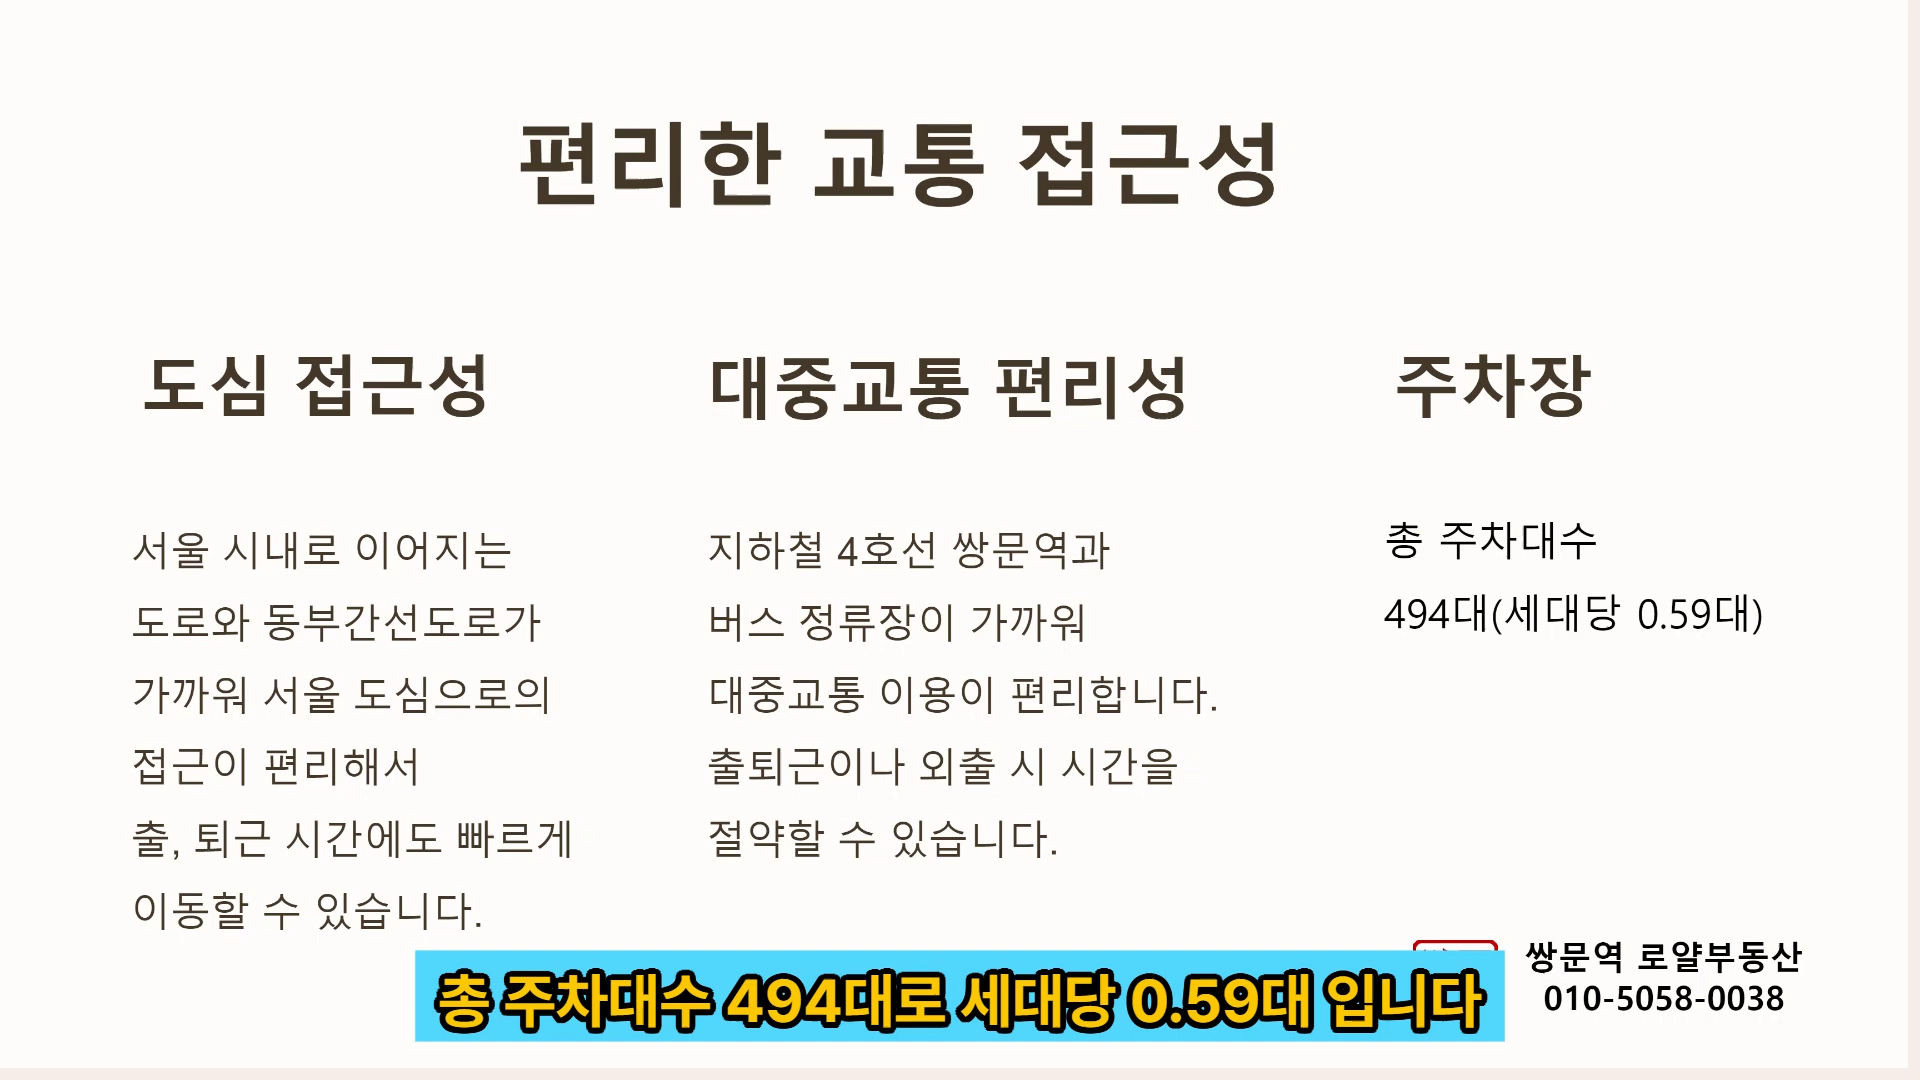 편리한 교통 접근성
도심 접근성
서울 시내로 이어지는
도로와 동부간선도로가
가까워 서울 도심으로의
접근이 편리해서
출, 퇴근 시간에도 빠르게
이동할 수 있습니다.
대중교통 편리성
지하철 4호선 쌍문역과
버스 정류장이 가까워
대중교통 이용이 편리합니다.
출퇴근이나 외출 시 시간을
절약할 수 있습니다.
주차장
총 주차대수
494대(세대당 0.59대)
총 주차대수 494대로 세대당 0.59대 입니다
쌍문역 로얄부동산
010-5058-0038